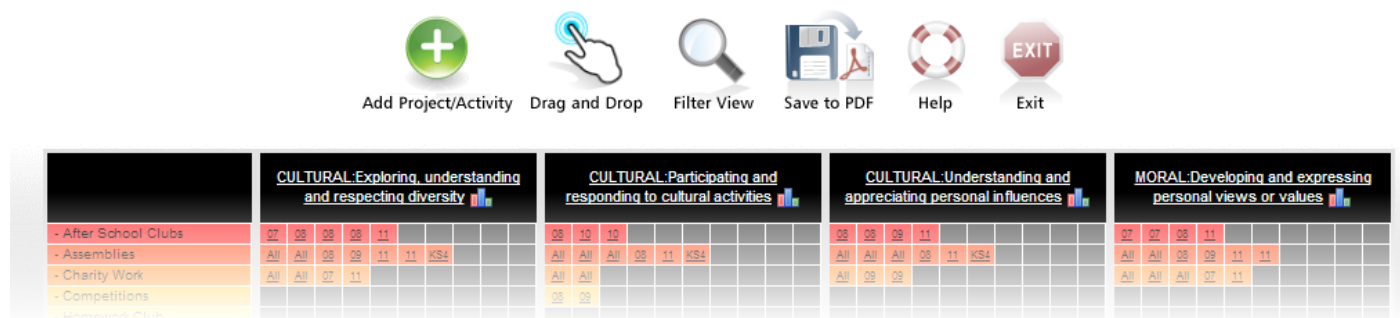 EXIT
Add Project/Activity Drag and Drop Filter View Save to PDF Help Exit
CULTURAL:Exploring, understanding and respecting diversity
CULTURAL:Participating and responding to cultural activities
CULTURAL:Understanding and appreciating personal influences
MORAL:Developing and expressing personal views or values
- After School Clubs 07 08 08 08 11 08 10 10 08 08 09 11 07 07 08 11
- Assemblies All All 08 09 11 11 KS4 All All All 08 11 KS4 All All All 08 11 KS4 All All 08 09 11 11
- Charity Work All All 07 11 All All All 09 09 All All All 07 11
- Competitions 08 09
- Homework Club